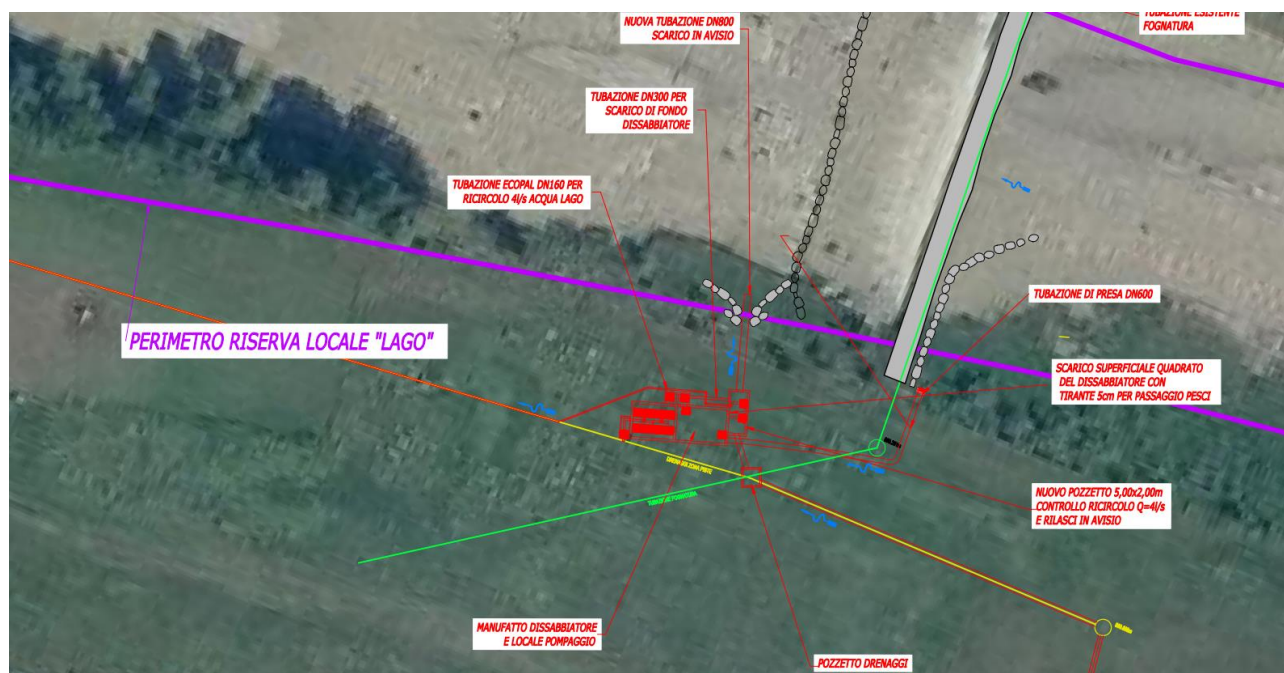 NUOVA TUBAZIONE DN800
SCARICO IN AVISIO
TUBAZIONE ESISTENTE
FOGNATURA
TUBAZIONE DN300 PER
SCARICO DI FONDO
DISSABBIATORE
TUBAZIONE ECOPAL DN160 PER
RICIRCOLO 4l/s ACQUA LAGO
TUBAZIONE DI PRESA DN600
PERIMETRO RISERVA LOCALE "LAGO"
SCARICO SUPERFICIALE QUADRATO
DEL DISSABBIATORE CON
TIRANTE 5cm PER PASSAGGIO PESCI
NUOVO POZZETTO 5,00x2,00m
CONTROLLO RICIRCOLO Q=4l/s
E RILASCI IN AVISIO
MANUFATTO DISSABBIATORE
E LOCALE POMPAGGIO
POZZETTO DRENAGGI